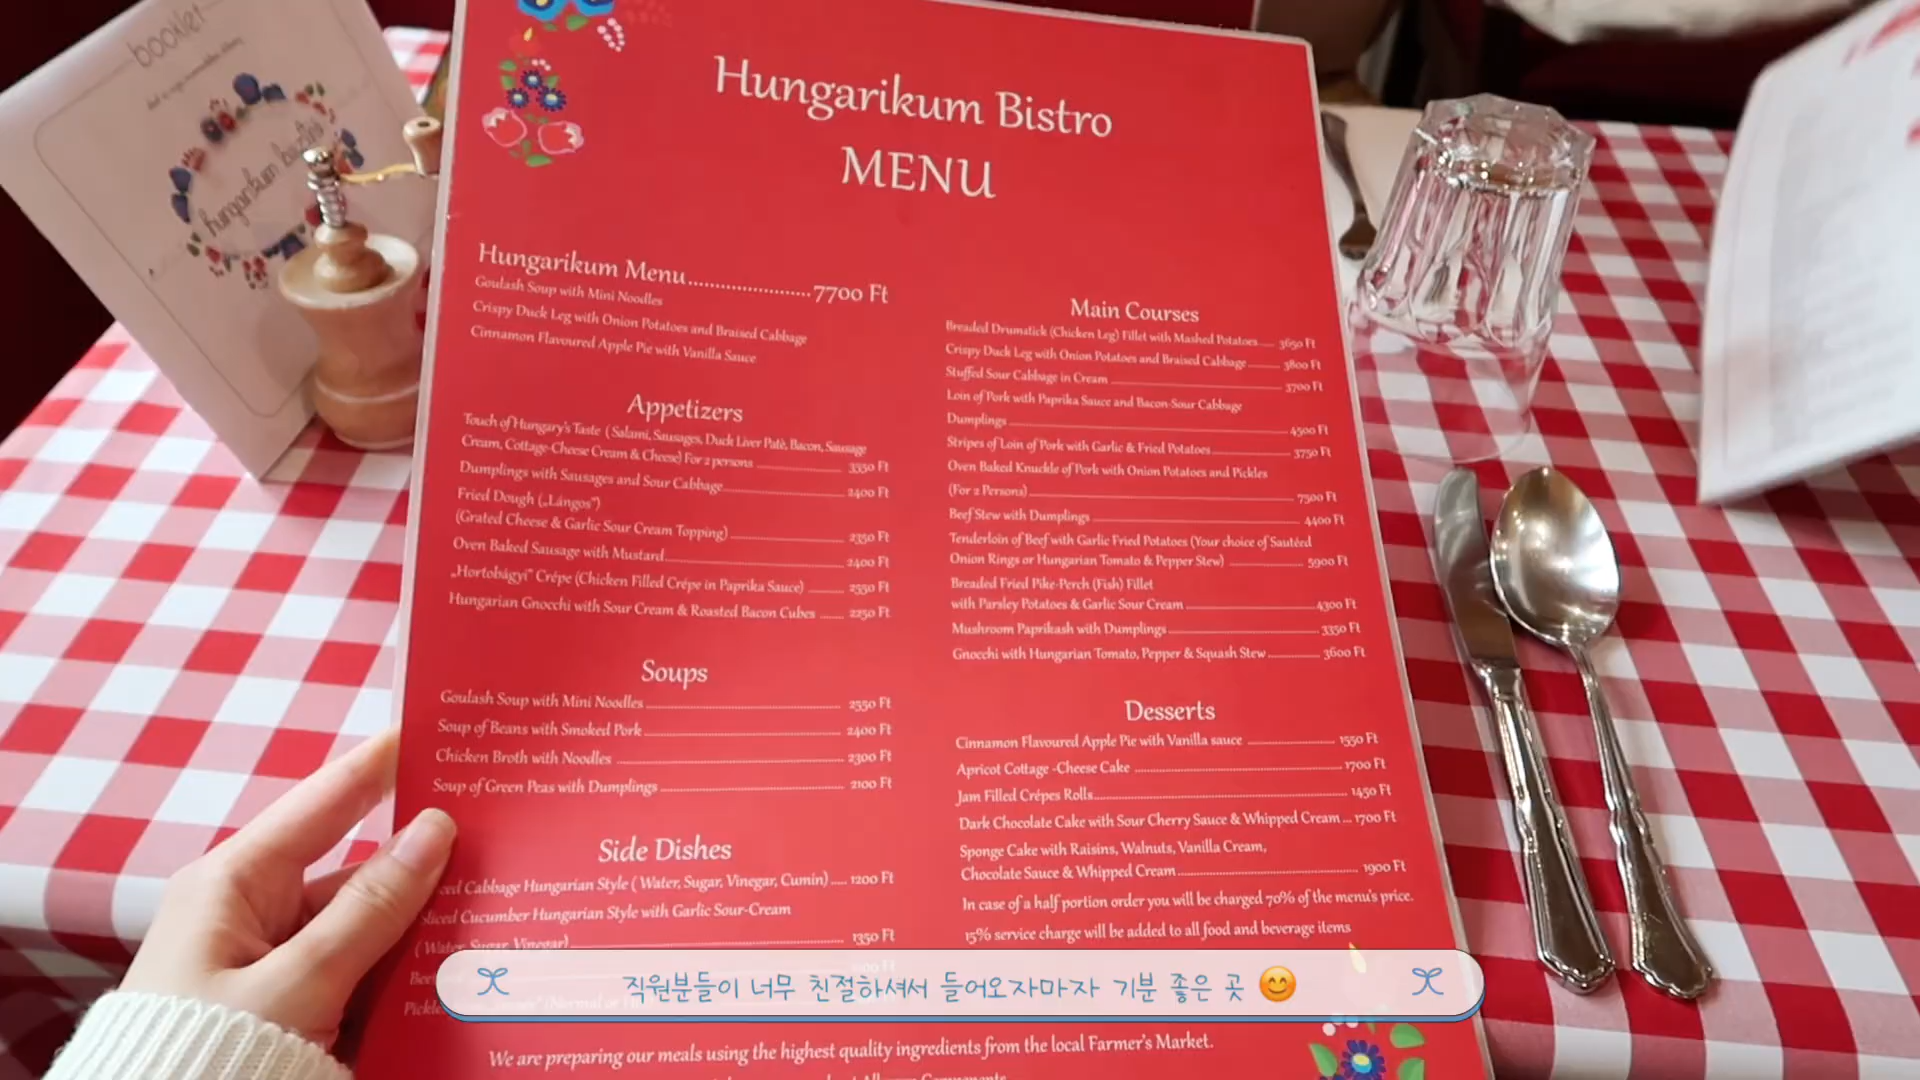 booklet
hungarikum bisztró
Hungarikum Bistro
MENU
Hungarikum Menu 7700 Ft
Goulash Soup with Mini Noodles
Crispy Duck Leg with Onion Potatoes and Braised Cabbage
Cinnamon Flavoured Apple Pie with Vanilla Sauce
Appetizers
Touch of Hungary's Taste ( Salami, Sausages, Duck Liver Patè, Bacon, Sausage
Cream, Cottage-Cheese Cream & Cheese) For 2 persons 3350 Ft
Dumplings with Sausages and Sour Cabbage 2400 Ft
Fried Dough („Lángos")
(Grated Cheese & Garlic Sour Cream Topping) 2350 Ft
Oven Baked Sausage with Mustard 2400 Ft
„Hortobágyi" Crépe (Chicken Filled Crépe in Paprika Sauce) 2550 Ft
Hungarian Gnocchi with Sour Cream & Roasted Bacon Cubes 2250 Ft
Soups
Goulash Soup with Mini Noodles 2550 Ft
Soup of Beans with Smoked Pork 2400 Ft
Chicken Broth with Noodles 2300 Ft
Soup of Green Peas with Dumplings 2100 Ft
Side Dishes
Cabbage Hungarian Style ( Water, Sugar, Vinegar, Cumin) 1200 Ft
Sliced Cucumber Hungarian Style with Garlic Sour-Cream
( Water, Sugar, Vinegar) 1350 Ft
Main Courses
Breaded Drumstick (Chicken Leg) Fillet with Mashed Potatoes 3650 Ft
Crispy Duck Leg with Onion Potatoes and Braised Cabbage 3800 Ft
Stuffed Sour Cabbage in Cream 3700 Ft
Loin of Pork with Paprika Sauce and Bacon-Sour Cabbage
Dumplings 4500 Ft
Stripes of Loin of Pork with Garlic & Fried Potatoes 3750 Ft
Oven Baked Knuckle of Pork with Onion Potatoes and Pickles
(For 2 Persons) 7500 Ft
Beef Stew with Dumplings 4400 Ft
Tenderloin of Beef with Garlic Fried Potatoes (Your choice of Sautérd
Onion Rings or Hungarian Tomato & Pepper Stew) 5900 Ft
Breaded Fried Pike-Perch (Fish) Fillet
with Parsley Potatoes & Garlic Sour Cream 4300 Ft
Mushroom Paprikash with Dumplings 3350 Ft
Gnocchi with Hungarian Tomato, Pepper & Squash Stew 3600 Ft
Desserts
Cinnamon Flavoured Apple Pie with Vanilla sauce 1550 Ft
Apricot Cottage -Cheese Cake 1700 Ft
Jam Filled Crépes Rolls 1450 Ft
Dark Chocolate Cake with Sour Cherry Sauce & Whipped Cream 1700 Ft
Sponge Cake with Raisins, Walnuts, Vanilla Cream,
Chocolate Sauce & Whipped Cream 1900 Ft
In case of a half portion order you will be charged 70% of the menu's price.
15% service charge will be added to all food and beverage items
직원분들이 너무 친절하셔서 들어오자마자 기분 좋은 곳 😊
We are preparing our meals using the highest quality ingredients from the local Farmer's Market.